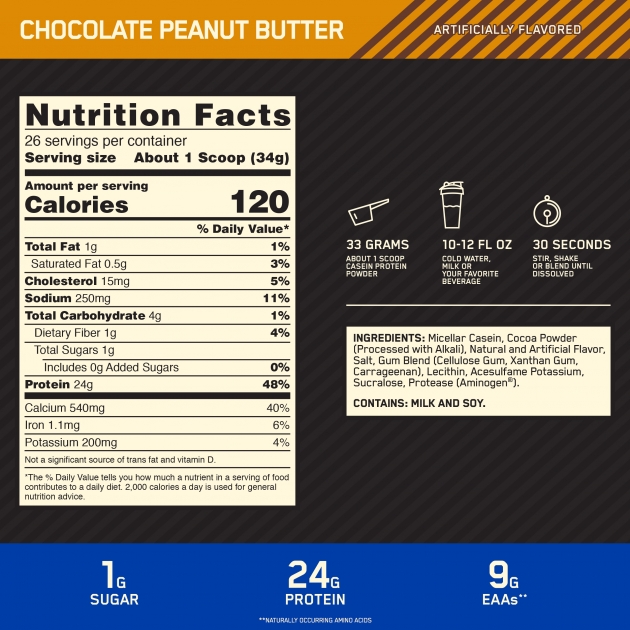 CHOCOLATE PEANUT BUTTER
ARTIFICIALLY FLAVORED
Nutrition Facts
26 servings per container
Serving size About 1 Scoop (34g)
Amount per serving
Calories 120
% Daily Value*
Total Fat 1g 1%
Saturated Fat 0.5g 3%
Cholesterol 15mg 5%
Sodium 250mg 11%
Total Carbohydrate 4g 1%
Dietary Fiber 1g 4%
Total Sugars 1g
Includes 0g Added Sugars 0%
Protein 24g 48%
Calcium 540mg 40%
Iron 1.1mg 6%
Potassium 200mg 4%
Not a significant source of trans fat and vitamin D.
*The % Daily Value tells you how much a nutrient in a serving of food
contributes to a daily diet. 2,000 calories a day is used for general
nutrition advice.
33 GRAMS
ABOUT 1 SCOOP
CASEIN PROTEIN
POWDER
10-12 FL OZ
COLD WATER,
MILK OR
YOUR FAVORITE
BEVERAGE
30 SECONDS
STIR, SHAKE
OR BLEND UNTIL
DISSOLVED
INGREDIENTS: Micellar Casein, Cocoa Powder
(Processed with Alkali), Natural and Artificial Flavor,
Salt, Gum Blend (Cellulose Gum, Xanthan Gum,
Carrageenan), Lecithin, Acesulfame Potassium,
Sucralose, Protease (Aminogen®).
CONTAINS: MILK AND SOY.
1G
SUGAR
24G
PROTEIN
9G
EAAs**
**NATURALLY OCCURRING AMINO ACIDS